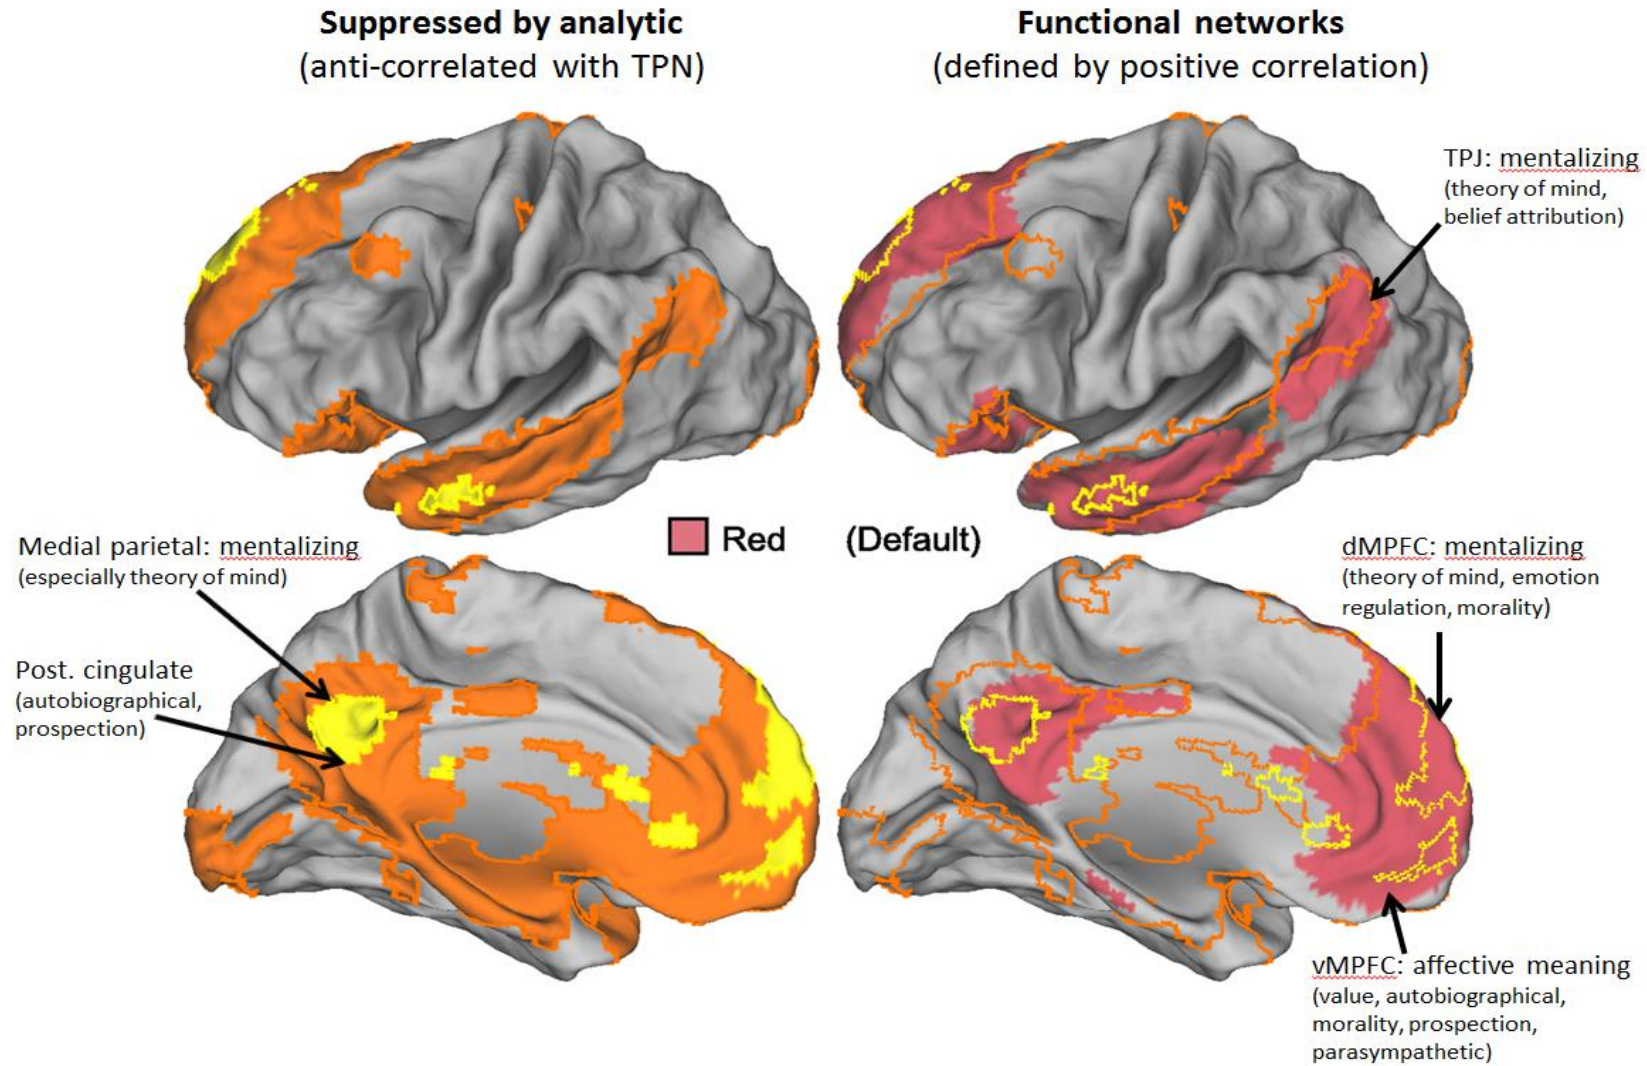 Suppressed by analytic
(anti-correlated with TPN)
Functional networks
(defined by positive correlation)
TPJ: mentalizing
(theory of mind,
belief attribution)
Red (Default)
Medial parietal: mentalizing
(especially theory of mind)
Post. cingulate
(autobiographical,
prospection)
dMPFC: mentalizing
(theory of mind, emotion
regulation, morality)
vMPFC: affective meaning
(value, autobiographical,
morality, prospection,
parasympathetic)